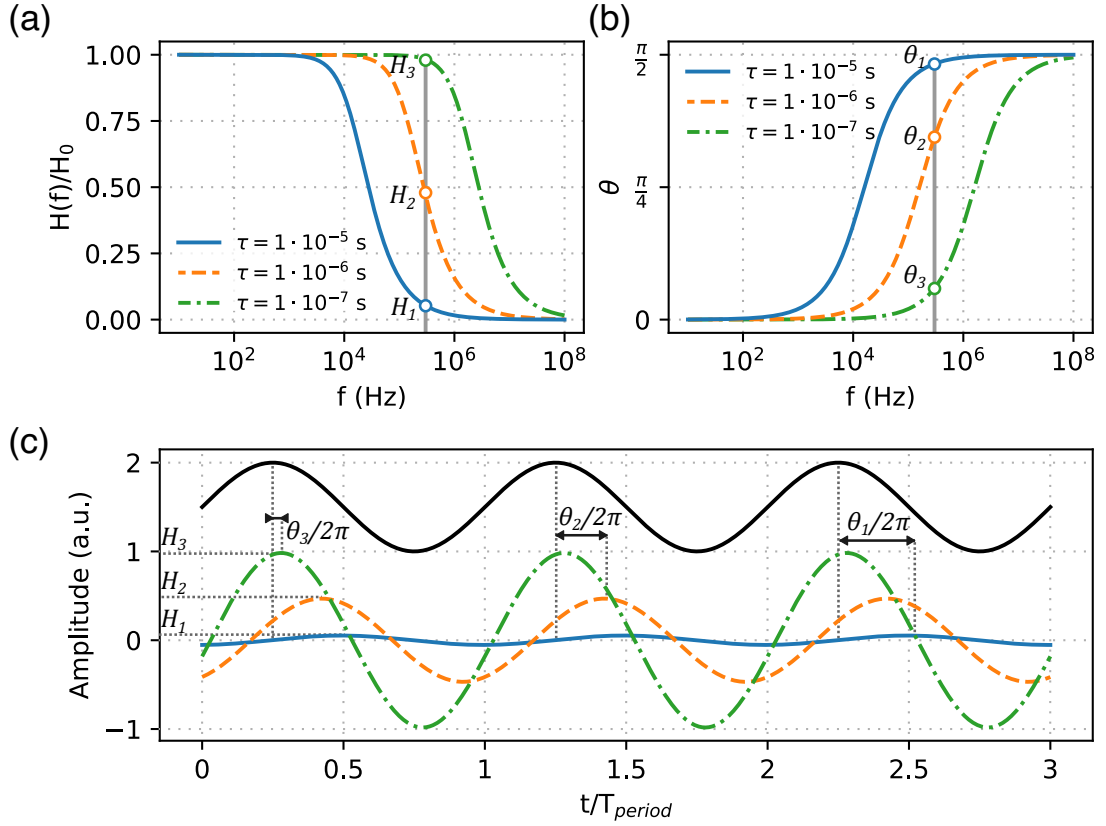 (a)
1.00
0.75
0.50
0.25
0.00
H(f)/H₀
H₃
H₂
H₁
τ = 1 · 10⁻⁵ s
τ = 1 · 10⁻⁶ s
τ = 1 · 10⁻⁷ s
10²
10⁴
10⁶
10⁸
f (Hz)
(b)
π/2
π/4
0
θ
τ = 1 · 10⁻⁵ s
τ = 1 · 10⁻⁶ s
τ = 1 · 10⁻⁷ s
θ₁
θ₂
θ₃
10²
10⁴
10⁶
10⁸
f (Hz)
(c)
2
1
0
−1
Amplitude (a.u.)
H₃
H₂
H₁
θ₃/2π
θ₂/2π
θ₁/2π
0
0.5
1
1.5
2
2.5
3
t/T_period